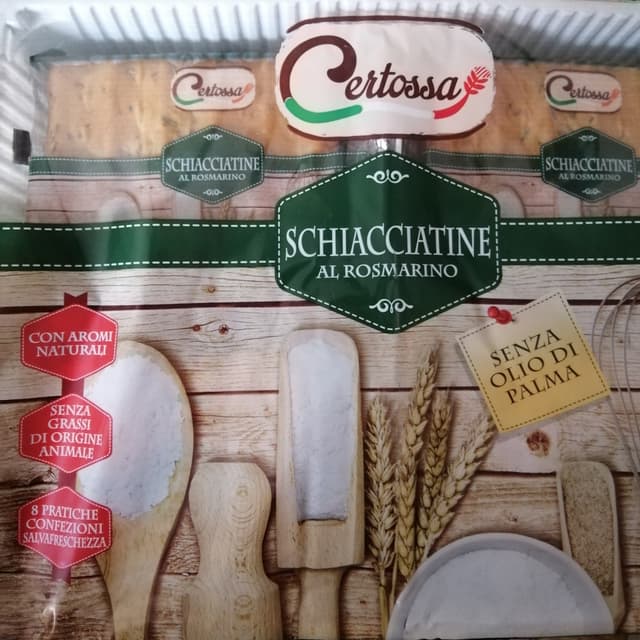 Certossa
Certossa
Certossa
SCHIACCIATINE
AL ROSMARINO
SCHIACCIATINE
AL ROSMARINO
SCHIACCIATINE
AL ROSMARINO
CON AROMI
NATURALI
SENZA
GRASSI
DI ORIGINE
ANIMALE
8 PRATICHE
CONFEZIONI
SALVAFRESCHEZZA
SENZA
OLIO DI
PALMA